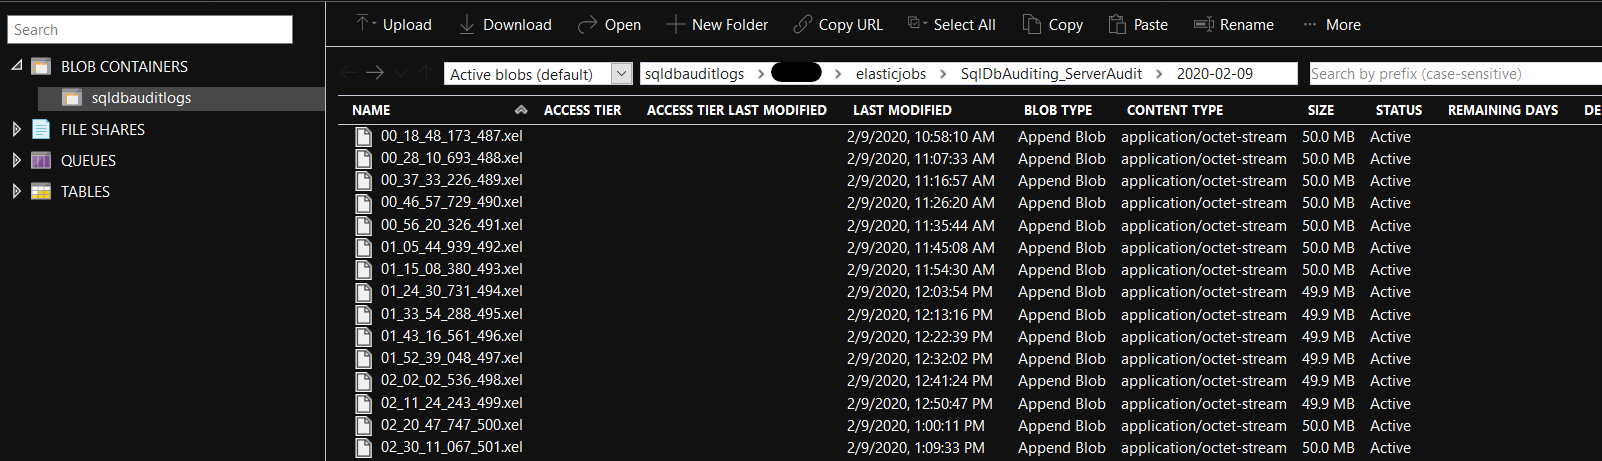 Upload Download Open New Folder Copy URL Select All Copy Paste Rename ··· More
Search
Active blobs (default) sqldbauditlogs > > elasticjobs > SqlDbAuditing_ServerAudit > 2020-02-09 Search by prefix (case-sensitive)
BLOB CONTAINERS
sqldbauditlogs
FILE SHARES
QUEUES
TABLES
NAME ACCESS TIER ACCESS TIER LAST MODIFIED LAST MODIFIED BLOB TYPE CONTENT TYPE SIZE STATUS REMAINING DAYS DE
00_18_48_173_487.xel 2/9/2020, 10:58:10 AM Append Blob application/octet-stream 50.0 MB Active
00_28_10_693_488.xel 2/9/2020, 11:07:33 AM Append Blob application/octet-stream 50.0 MB Active
00_37_33_226_489.xel 2/9/2020, 11:16:57 AM Append Blob application/octet-stream 50.0 MB Active
00_46_57_729_490.xel 2/9/2020, 11:26:20 AM Append Blob application/octet-stream 50.0 MB Active
00_56_20_326_491.xel 2/9/2020, 11:35:44 AM Append Blob application/octet-stream 50.0 MB Active
01_05_44_939_492.xel 2/9/2020, 11:45:08 AM Append Blob application/octet-stream 50.0 MB Active
01_15_08_380_493.xel 2/9/2020, 11:54:30 AM Append Blob application/octet-stream 50.0 MB Active
01_24_30_731_494.xel 2/9/2020, 12:03:54 PM Append Blob application/octet-stream 49.9 MB Active
01_33_54_288_495.xel 2/9/2020, 12:13:16 PM Append Blob application/octet-stream 49.9 MB Active
01_43_16_561_496.xel 2/9/2020, 12:22:39 PM Append Blob application/octet-stream 49.9 MB Active
01_52_39_048_497.xel 2/9/2020, 12:32:02 PM Append Blob application/octet-stream 49.9 MB Active
02_02_02_536_498.xel 2/9/2020, 12:41:24 PM Append Blob application/octet-stream 49.9 MB Active
02_11_24_243_499.xel 2/9/2020, 12:50:47 PM Append Blob application/octet-stream 49.9 MB Active
02_20_47_747_500.xel 2/9/2020, 1:00:11 PM Append Blob application/octet-stream 50.0 MB Active
02_30_11_067_501.xel 2/9/2020, 1:09:33 PM Append Blob application/octet-stream 50.0 MB Active